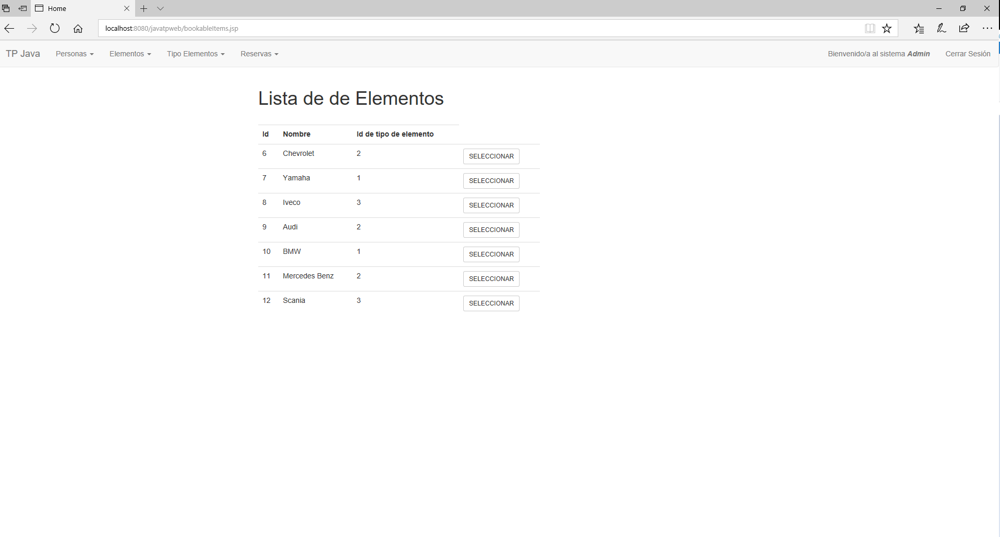 Home
localhost:8080/javatpweb/bookableItems.jsp
TP Java Personas Elementos Tipo Elementos Reservas Bienvenido/a al sistema Admin Cerrar Sesión
Lista de de Elementos
Id Nombre Id de tipo de elemento
6 Chevrolet 2 SELECCIONAR
7 Yamaha 1 SELECCIONAR
8 Iveco 3 SELECCIONAR
9 Audi 2 SELECCIONAR
10 BMW 1 SELECCIONAR
11 Mercedes Benz 2 SELECCIONAR
12 Scania 3 SELECCIONAR